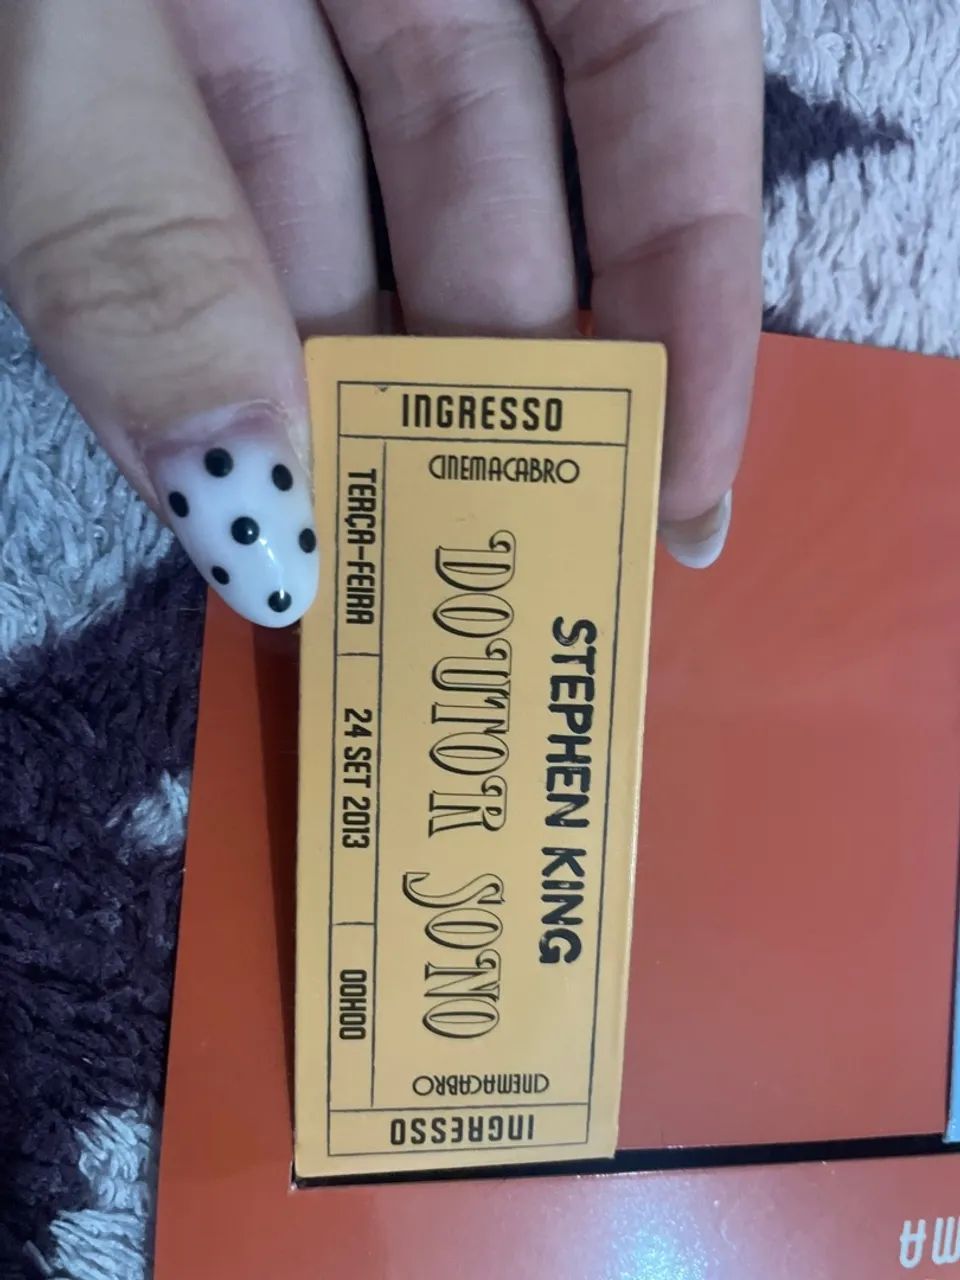 INGRESSO
CINEMACABRO
STEPHEN KING
DOUTOR SONO
TERÇA-FEIRA
24 SET 2013
00H00
CINEMACABRO
INGRESSO